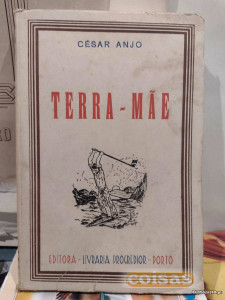 CÉSAR ANJO
TERRA-MÃE
EDITORA - LIVRARIA PROGREDIOR - PORTO
coisas